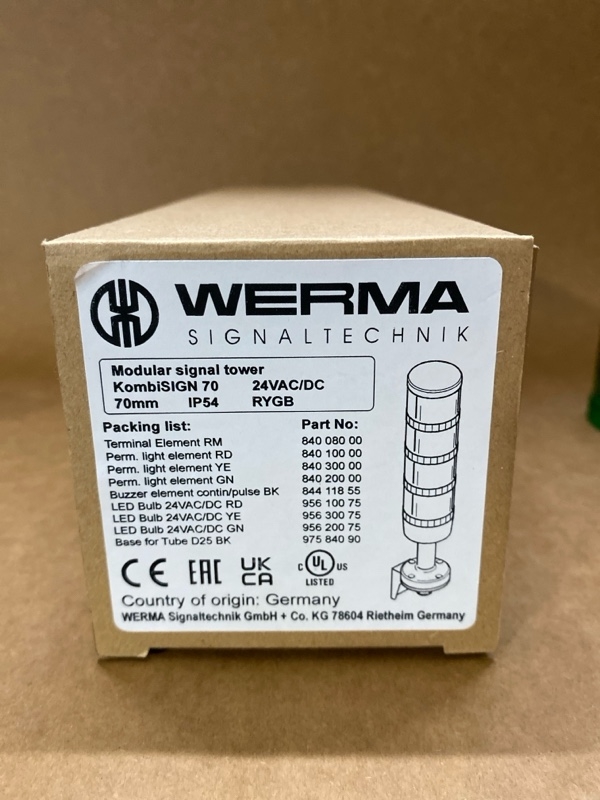 WERMA
SIGNALTECHNIK
Modular signal tower
KombiSIGN 70 24VAC/DC
70mm IP54 RYGB
Packing list: Part No:
Terminal Element RM 840 080 00
Perm. light element RD 840 100 00
Perm. light element YE 840 300 00
Perm. light element GN 840 200 00
Buzzer element contin/pulse BK 844 118 55
LED Bulb 24VAC/DC RD 956 100 75
LED Bulb 24VAC/DC YE 956 300 75
LED Bulb 24VAC/DC GN 956 200 75
Base for Tube D25 BK 975 840 90
CE EAC UK CA C UL US LISTED
Country of origin: Germany
WERMA Signaltechnik GmbH + Co. KG 78604 Rietheim Germany